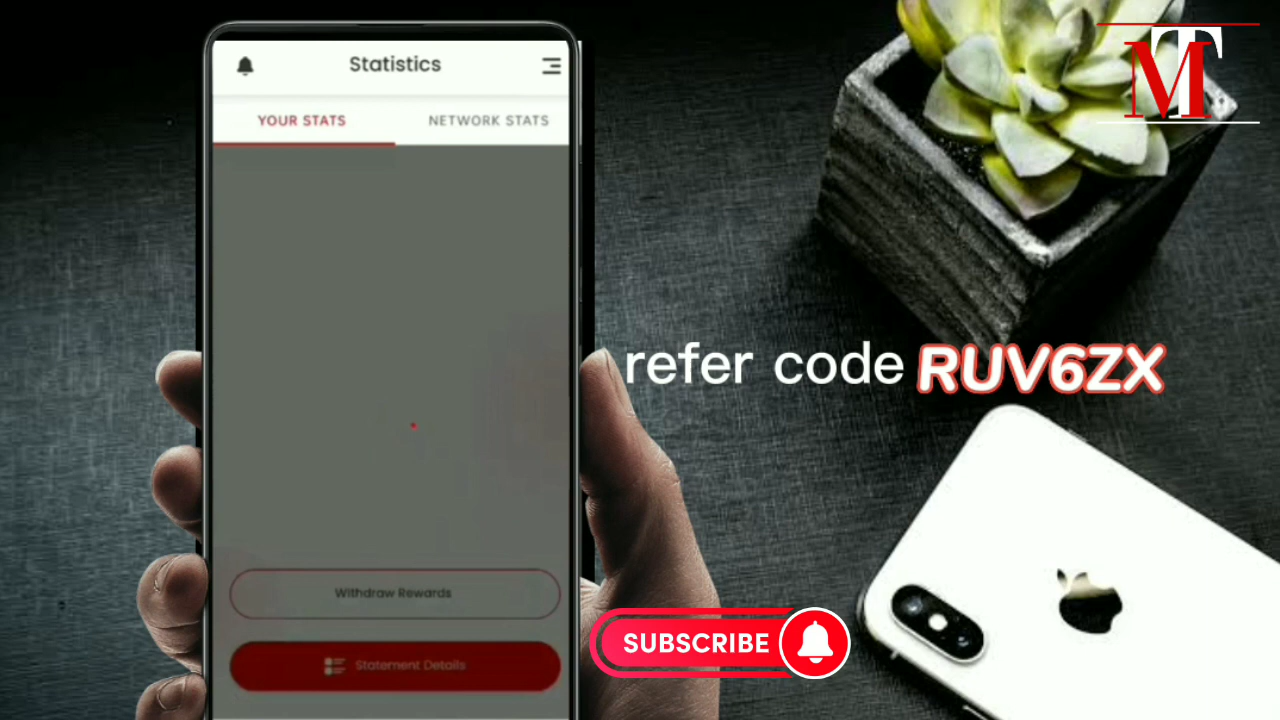 Statistics
YOUR STATS
NETWORK STATS
Withdraw Rewards
Statement Details
MT
refer code RUV6ZX
SUBSCRIBE